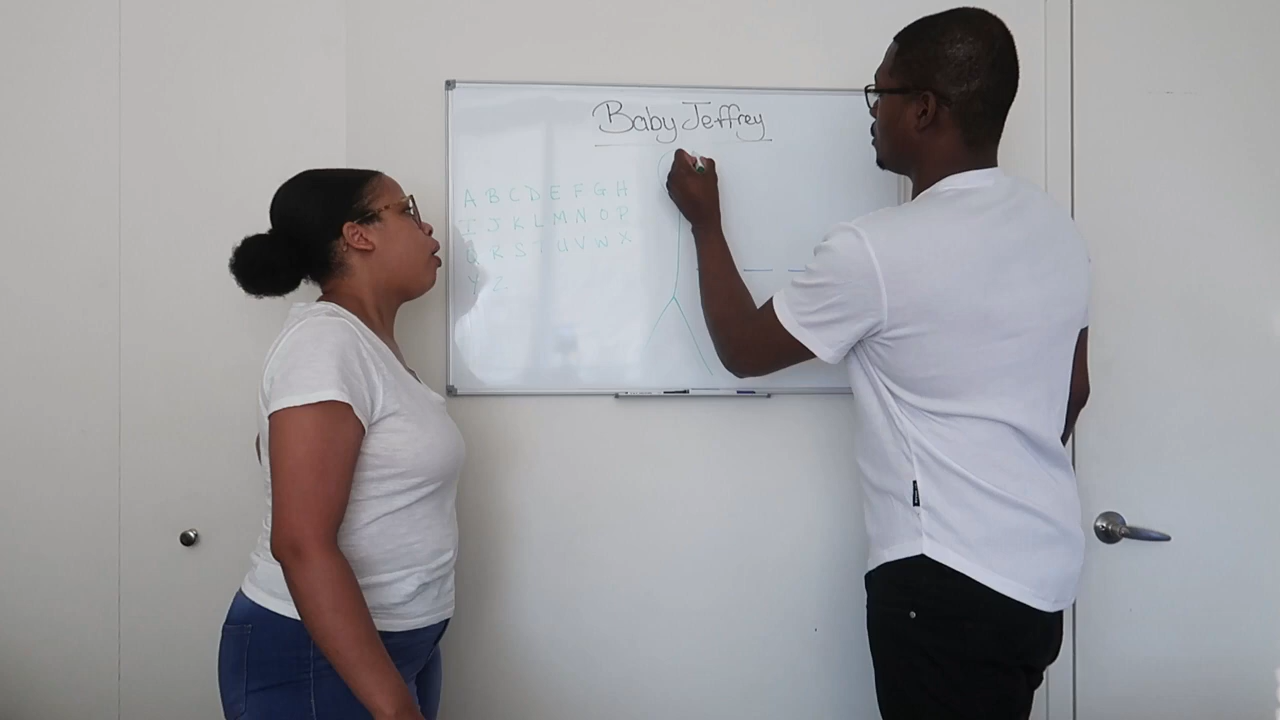 Baby Jeffrey
A B C D E F G H
I J K L M N O P
Q R S T U V W X
Y Z